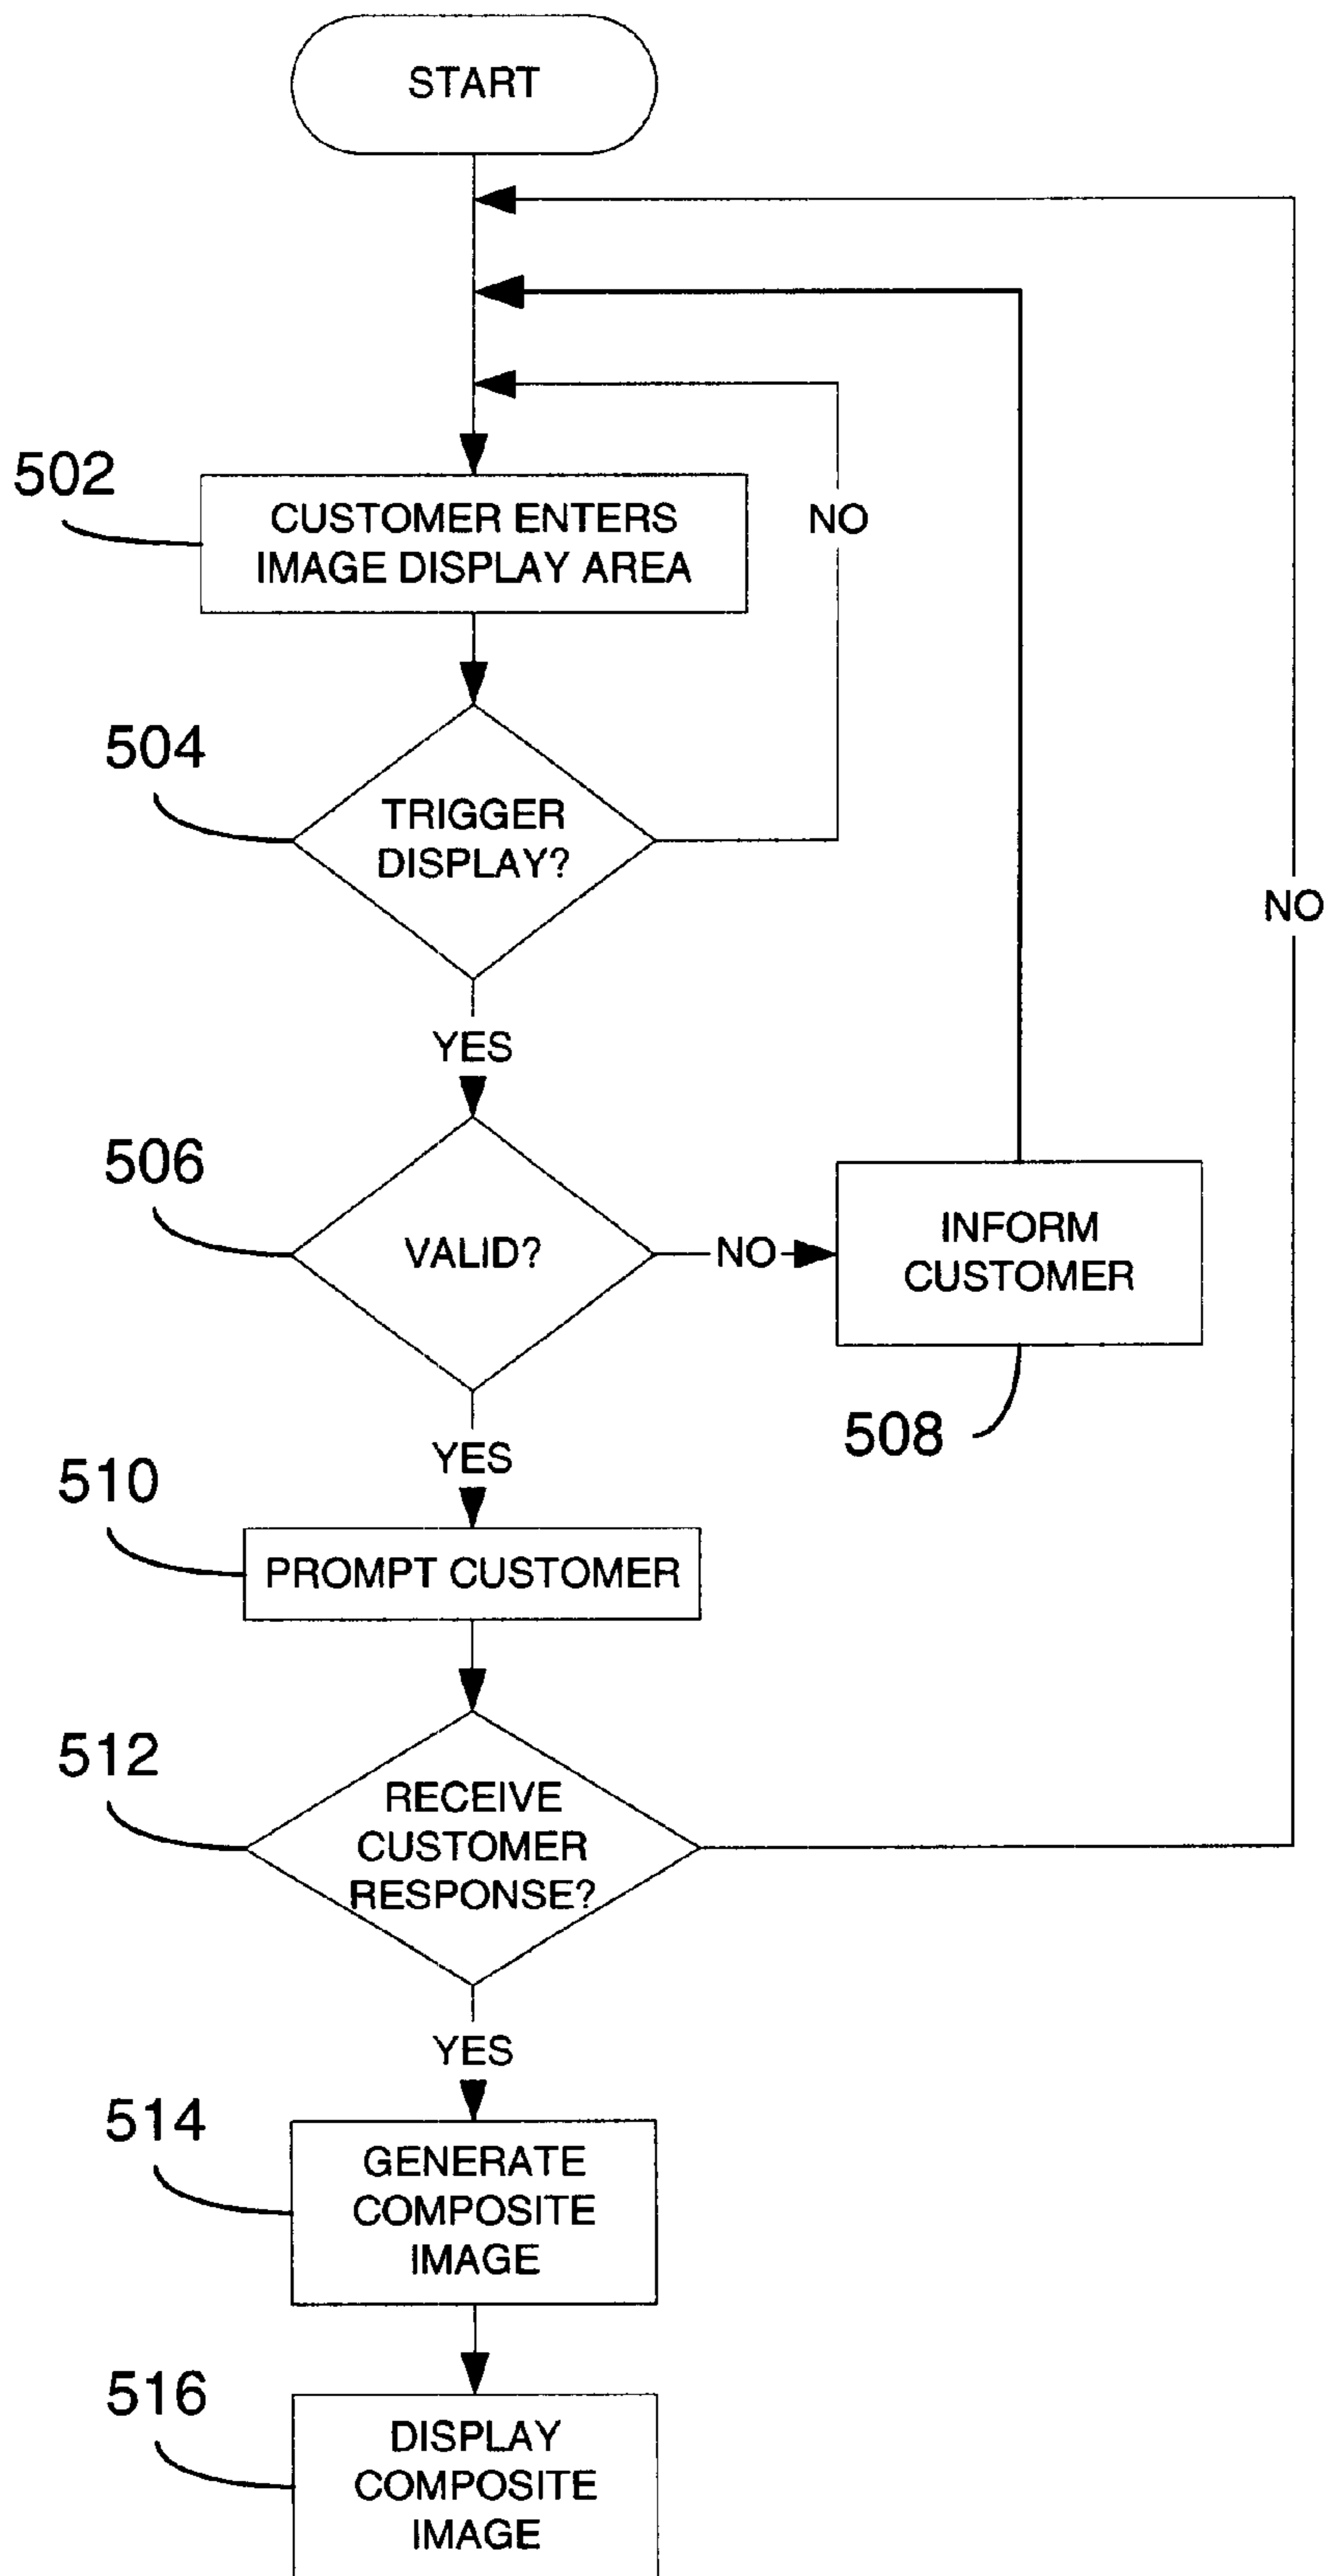 START
502
CUSTOMER ENTERS
IMAGE DISPLAY AREA
NO
504
TRIGGER
DISPLAY?
NO
YES
506
VALID?
NO
INFORM
CUSTOMER
508
YES
510
PROMPT CUSTOMER
512
RECEIVE
CUSTOMER
RESPONSE?
YES
514
GENERATE
COMPOSITE
IMAGE
516
DISPLAY
COMPOSITE
IMAGE